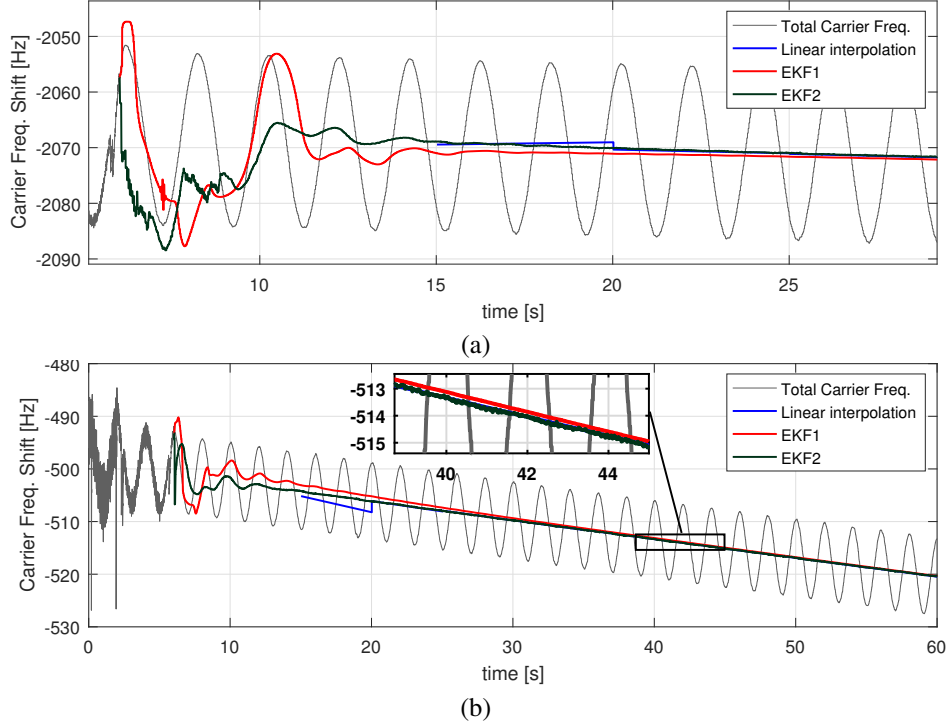 -2050
-2060
-2070
-2080
-2090
Carrier Freq. Shift [Hz]
Total Carrier Freq.
Linear interpolation
EKF1
EKF2
10 15 20 25
time [s]
(a)
-480
-490
-500
-510
-520
-530
Carrier Freq. Shift [Hz]
-513
-514
-515
40 42 44
Total Carrier Freq.
Linear interpolation
EKF1
EKF2
0 10 20 30 40 50 60
time [s]
(b)